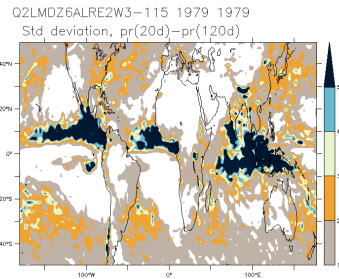 Q2LMDZ6ALRE2W3-115 1979 1979
Std deviation, pr(20d)-pr(120d)
40°N
20°N
0°
20°S
40°S
100°W 0° 100°E
5
4
3
2
1